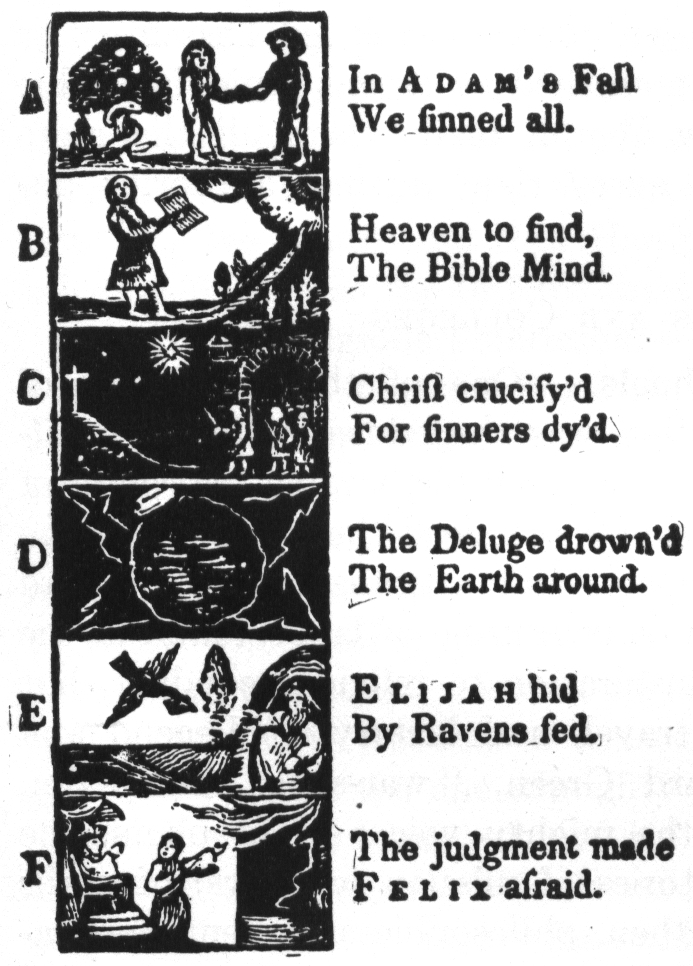 A
In ADAM's Fall
We ſinned all.
B
Heaven to find,
The Bible Mind.
C
Chriſt crucify'd
For ſinners dy'd.
D
The Deluge drown'd
The Earth around.
E
ELIJAH hid
By Ravens fed.
F
The judgment made
FELIX afraid.